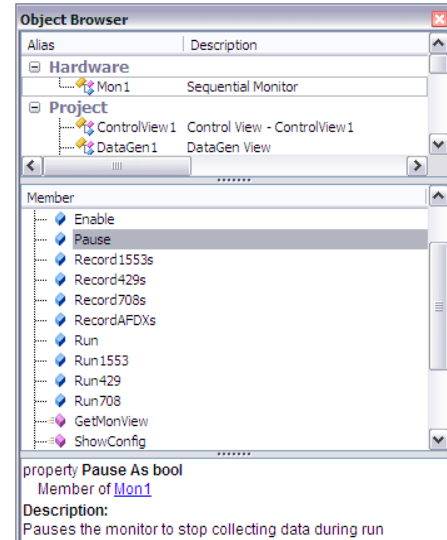 Object Browser
Alias Description
Hardware
Mon1 Sequential Monitor
Project
ControlView1 Control View - ControlView1
DataGen1 DataGen View
Member
Enable
Pause
Record1553s
Record429s
Record708s
RecordAFDXs
Run
Run1553
Run429
Run708
GetMonView
ShowConfig
property Pause As bool
Member of Mon1
Description:
Pauses the monitor to stop collecting data during run